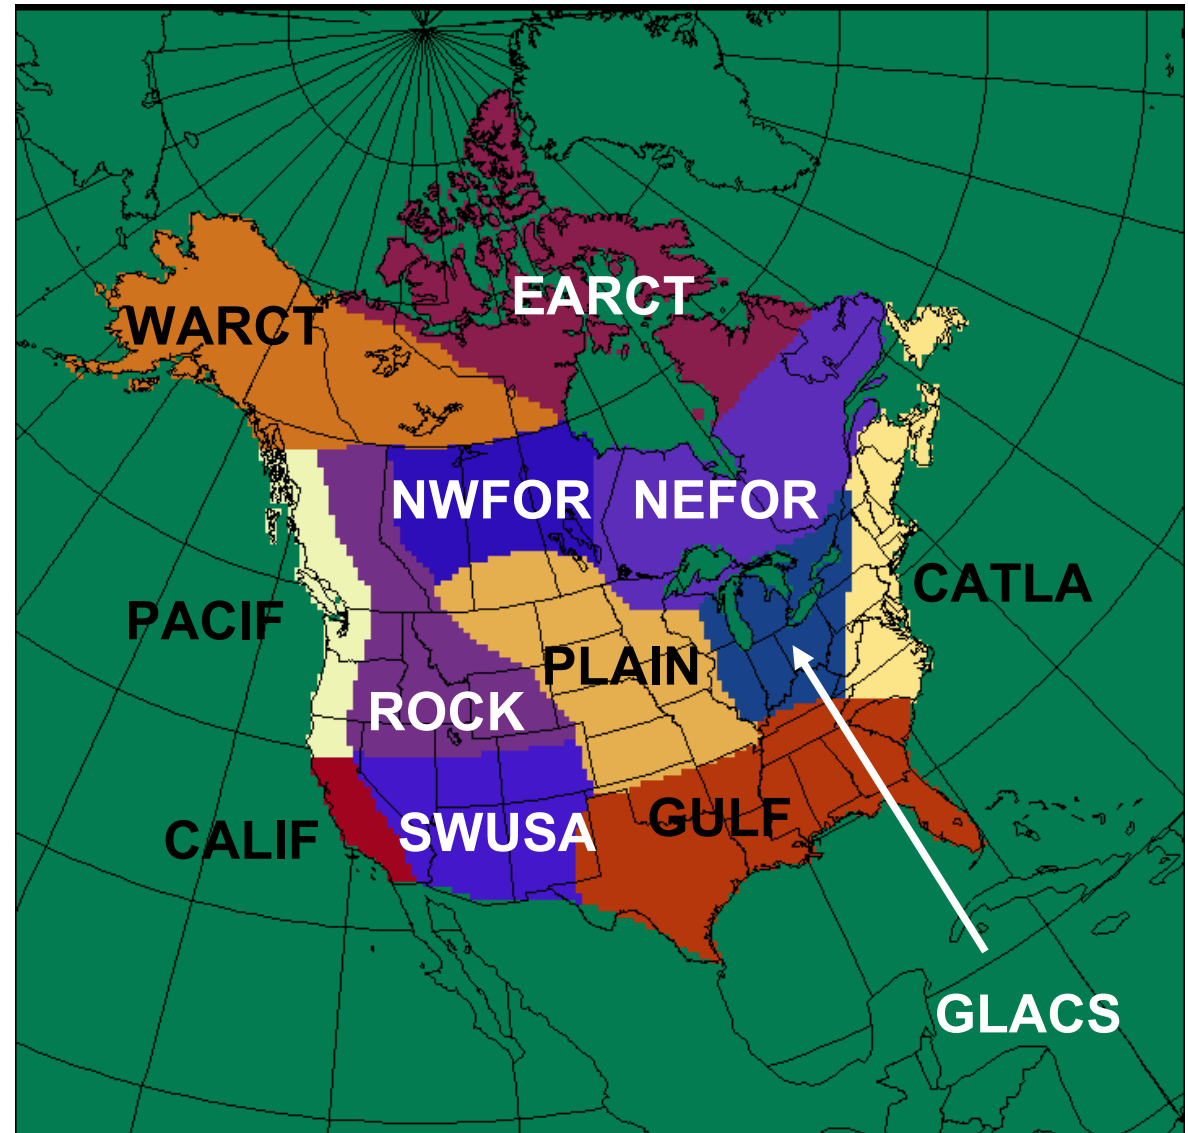 EARCT
WARCT
NWFOR
NEFOR
CATLA
PACIF
PLAIN
ROCK
GULF
SWUSA
CALIF
GLACS